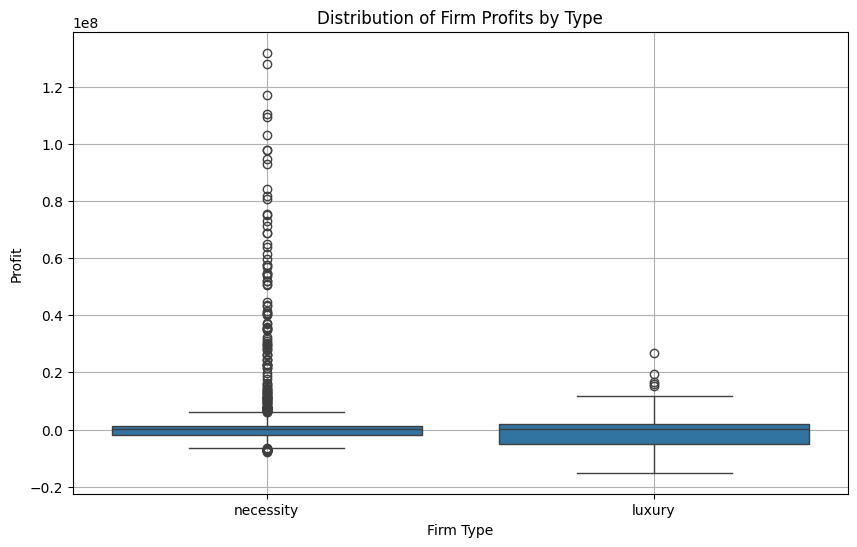 Distribution of Firm Profits by Type
1e8
1.2
1.0
0.8
0.6
0.4
0.2
0.0
−0.2
Profit
necessity
luxury
Firm Type